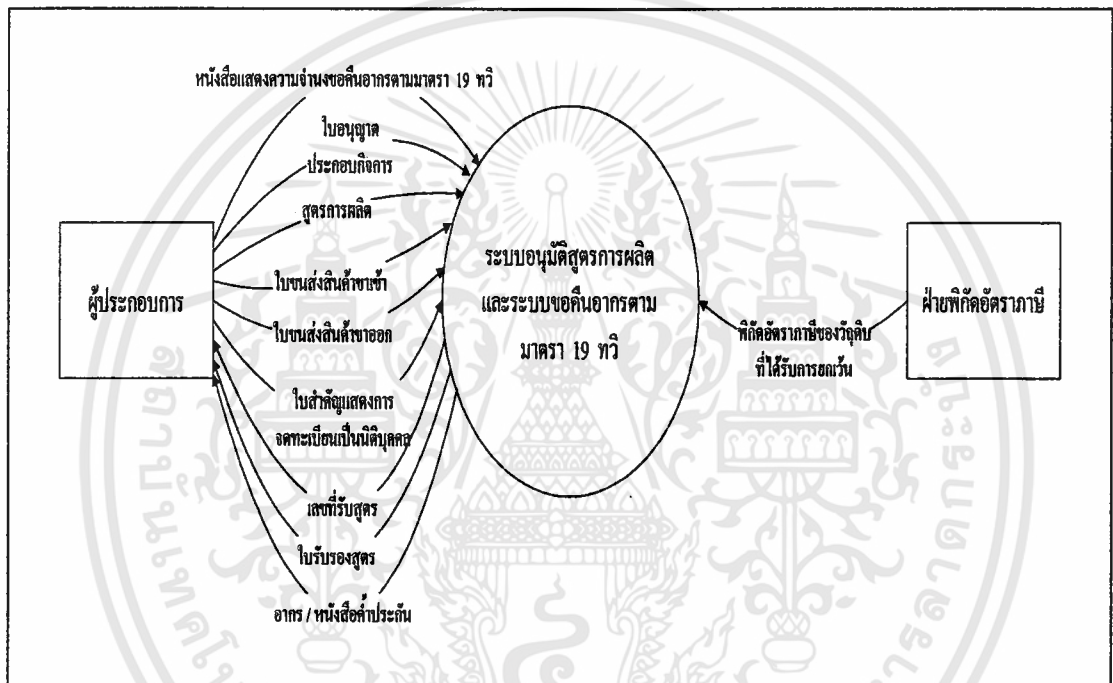 หนังสือแสดงความจำนงขอคืนอากรตามมาตรา 19 ทวิ
ใบอนุญาต
ประกอบกิจการ
สูตรการผลิต
ใบขนส่งสินค้าขาเข้า
ใบขนส่งสินค้าขาออก
ใบสำคัญแสดงการ
จดทะเบียนเป็นนิติบุคคล
เลขที่รับสูตร
ใบรับรองสูตร
อากร / หนังสือค้ำประกัน
ผู้ประกอบการ
ระบบอนุมัติสูตรการผลิต
และระบบขอคืนอากรตาม
มาตรา 19 ทวิ
พิกัดอัตราภาษีของวัถุดิบ
ที่ได้รับการยกเว้น
ฝ่ายพิกัดอัตราภาษี